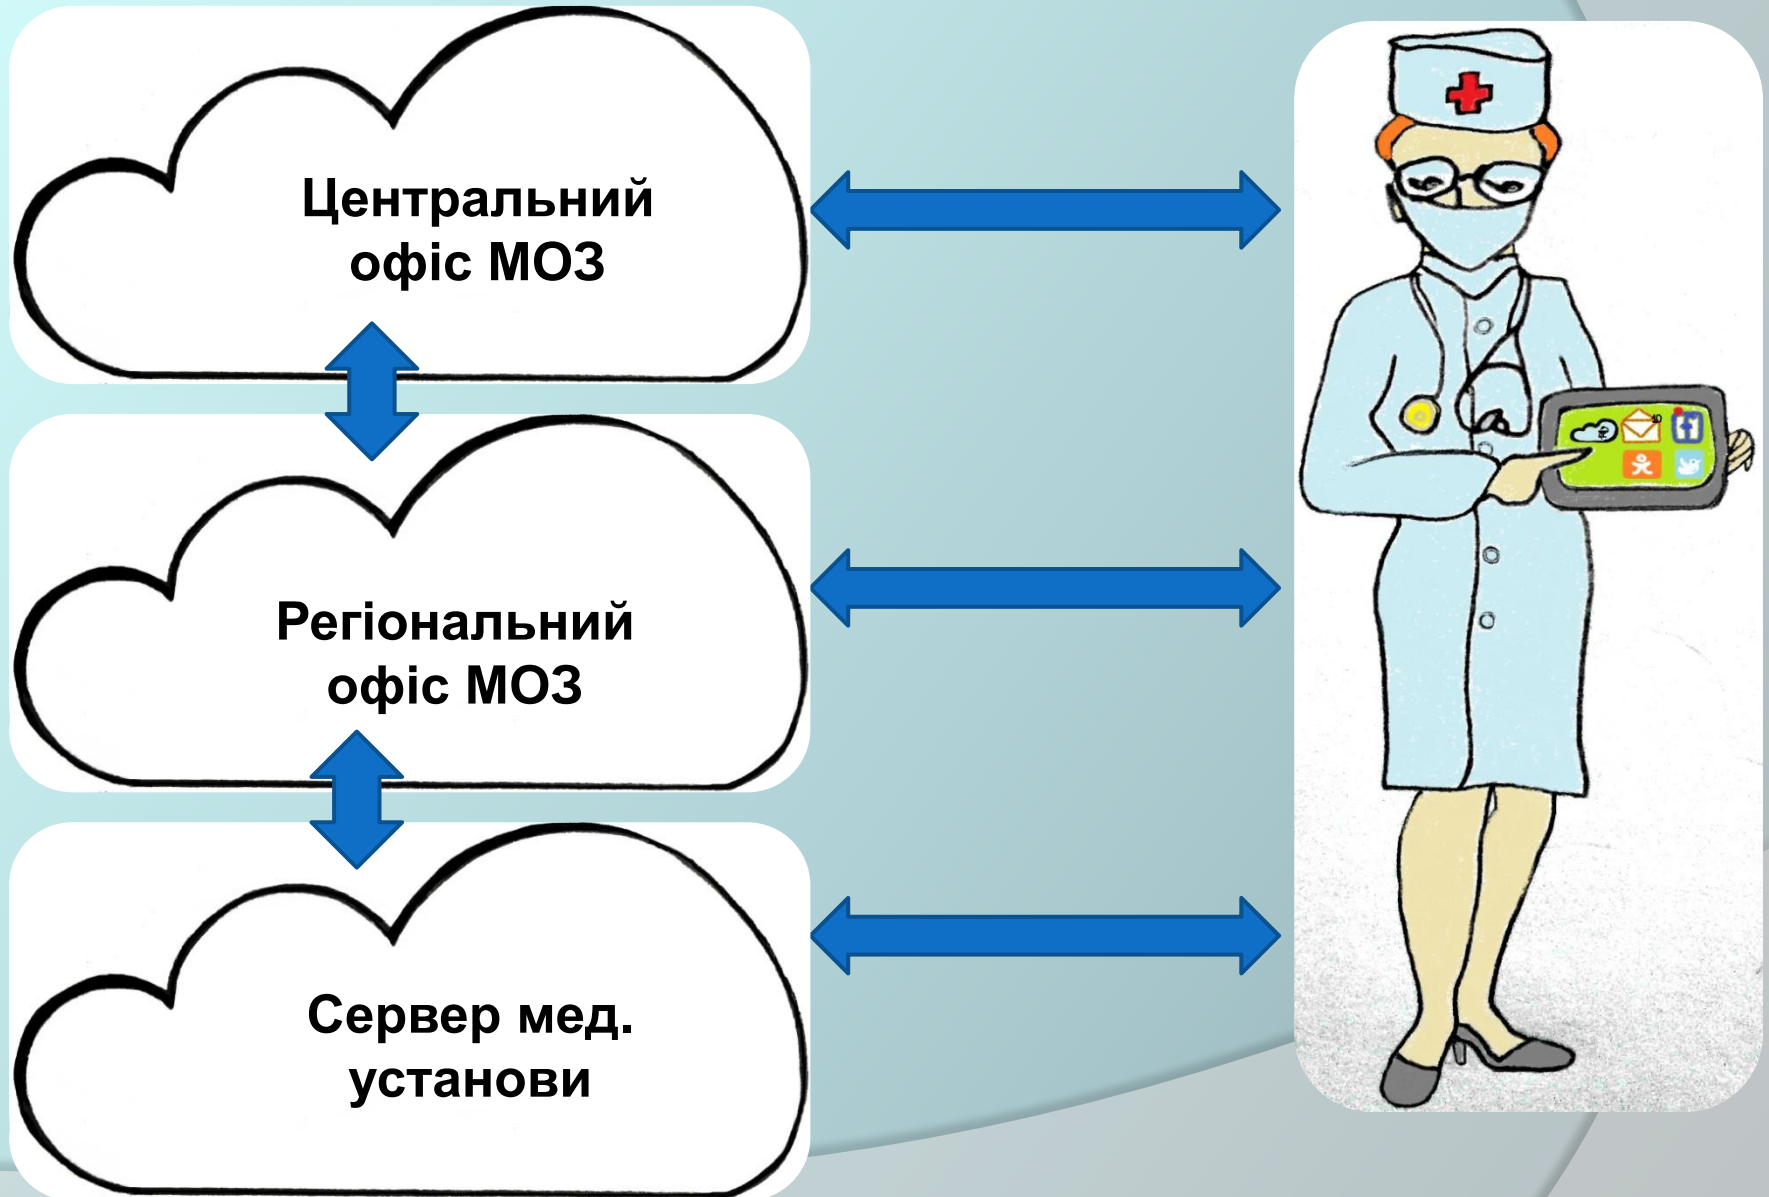 Центральний
офіс МОЗ
Регіональний
офіс МОЗ
Сервер мед.
установи